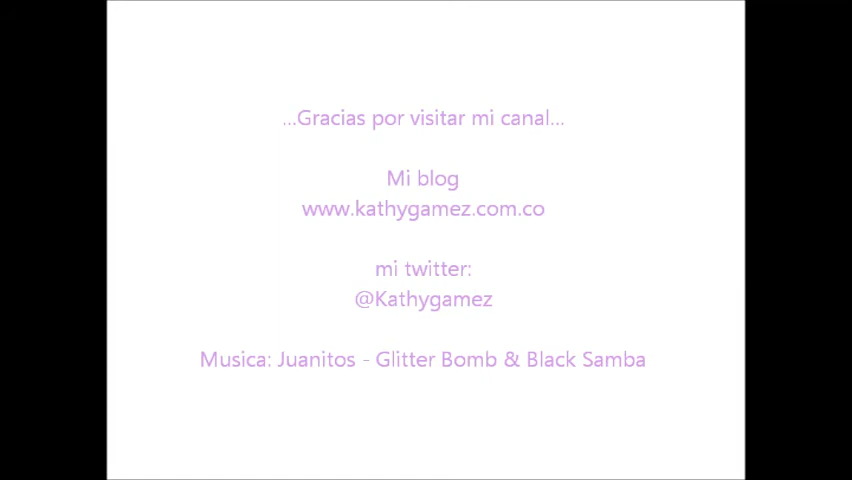 ...Gracias por visitar mi canal...
Mi blog
www.kathygamez.com.co
mi twitter:
@Kathygamez
Musica: Juanitos - Glitter Bomb & Black Samba